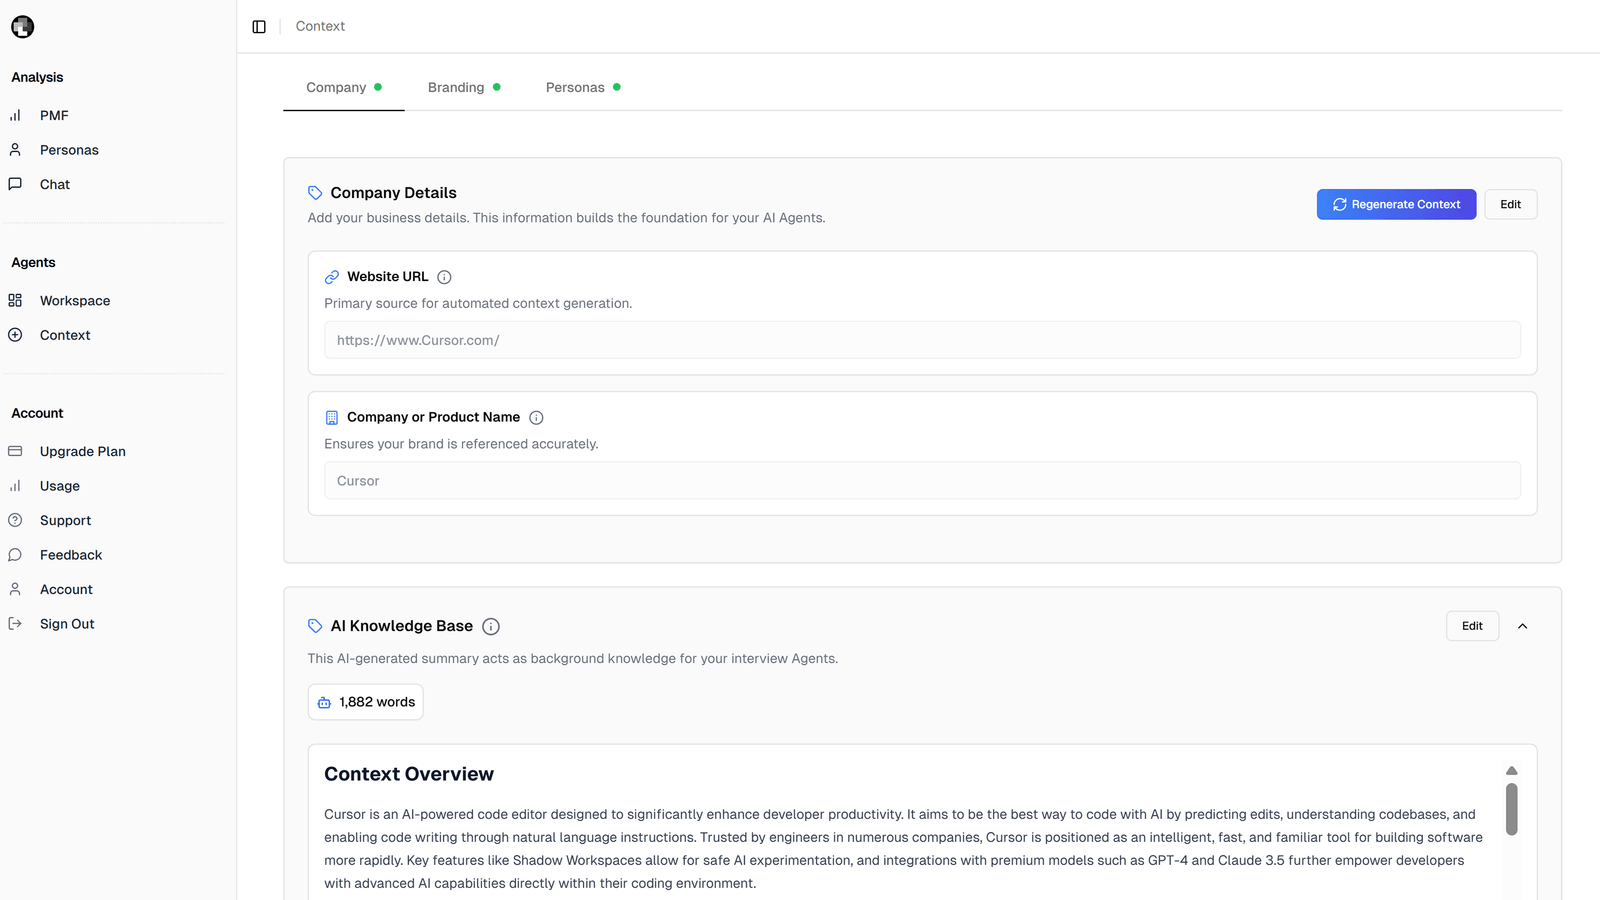 Analysis
PMF
Personas
Chat
Agents
Workspace
Context
Account
Upgrade Plan
Usage
Support
Feedback
Account
Sign Out
Context
Company
Branding
Personas
Company Details
Add your business details. This information builds the foundation for your AI Agents.
Regenerate Context
Edit
Website URL
Primary source for automated context generation.
https://www.Cursor.com/
Company or Product Name
Ensures your brand is referenced accurately.
Cursor
AI Knowledge Base
Edit
This AI-generated summary acts as background knowledge for your interview Agents.
1,882 words
Context Overview
Cursor is an AI-powered code editor designed to significantly enhance developer productivity. It aims to be the best way to code with AI by predicting edits, understanding codebases, and
enabling code writing through natural language instructions. Trusted by engineers in numerous companies, Cursor is positioned as an intelligent, fast, and familiar tool for building software
more rapidly. Key features like Shadow Workspaces allow for safe AI experimentation, and integrations with premium models such as GPT-4 and Claude 3.5 further empower developers
with advanced AI capabilities directly within their coding environment.